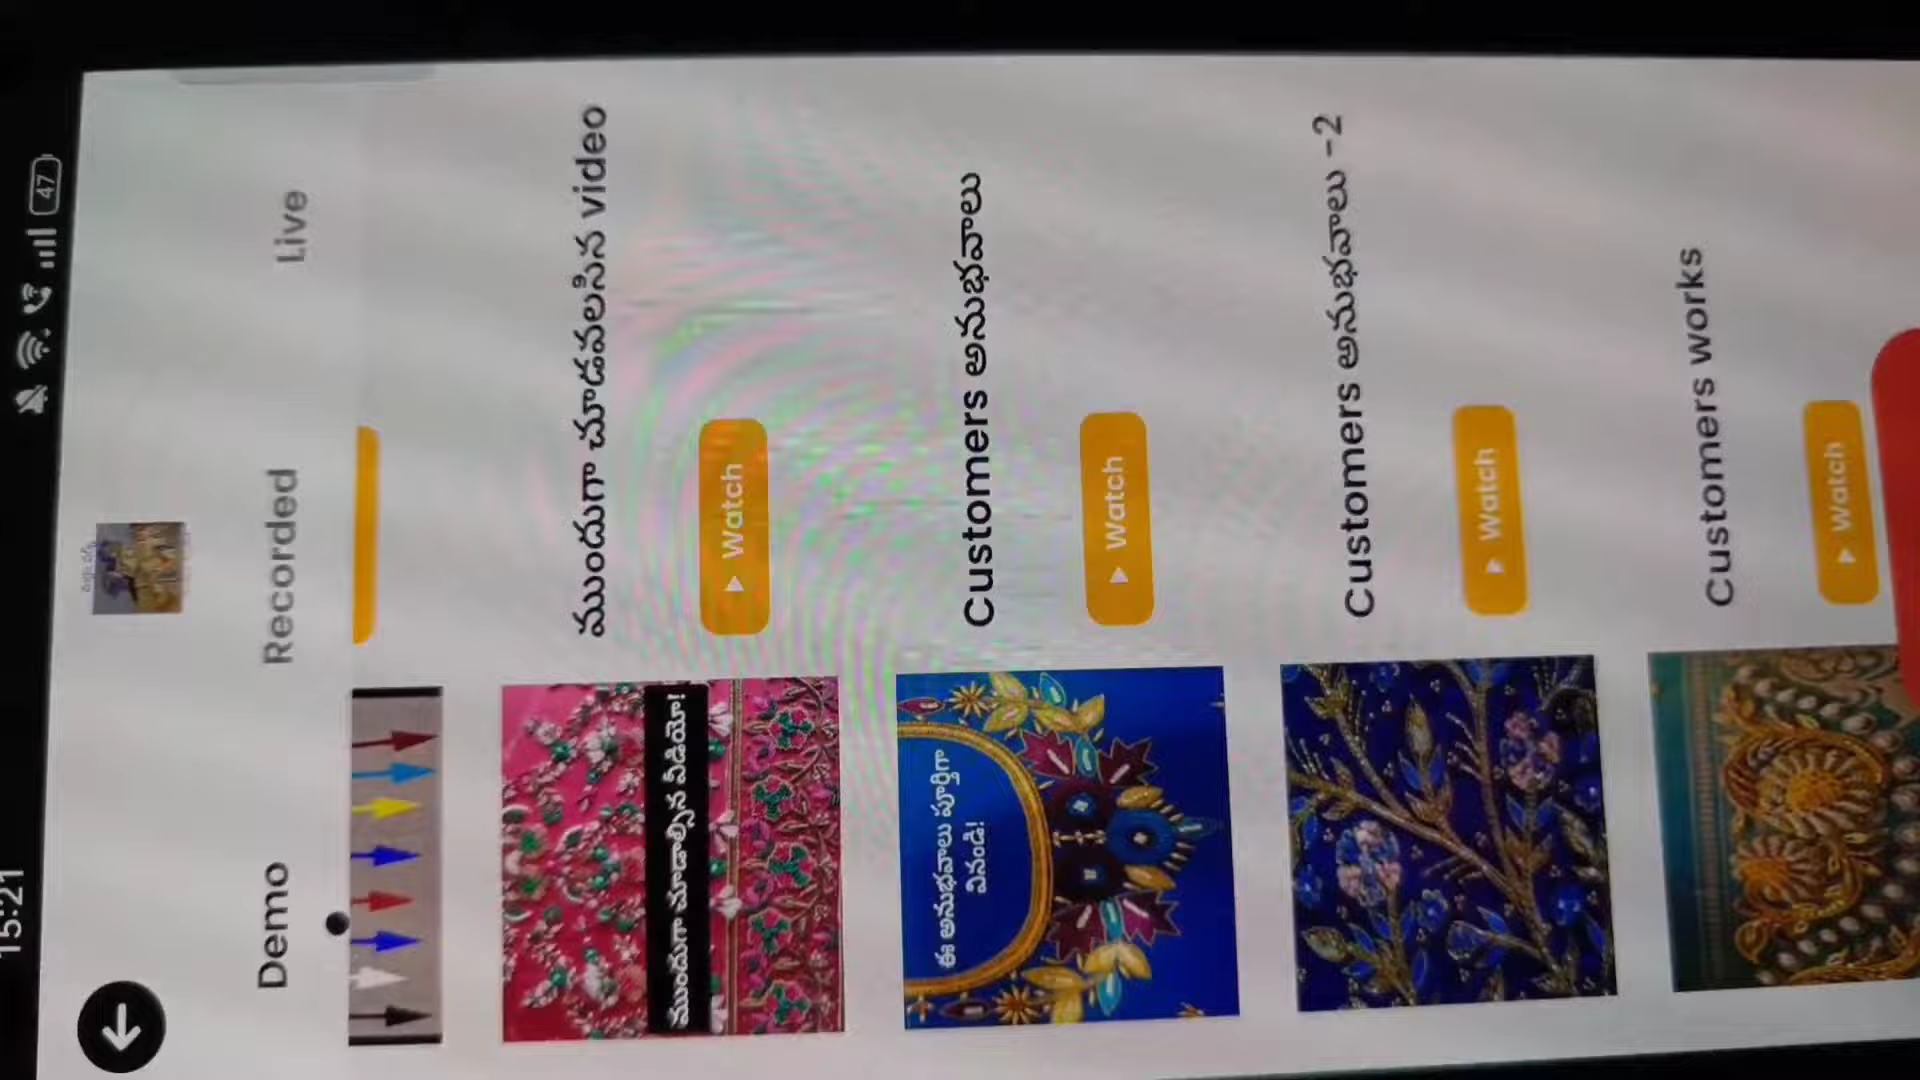 15:21
47
Demo
Recorded
Live
ముందుగా చూడాల్సిన వీడియో!
ముందుగా చూడవలసిన video
▶ Watch
ఈ అనుభవాలు పూర్తిగా
వినండి!
Customers అనుభవాలు
▶ Watch
Customers అనుభవాలు -2
▶ Watch
Customers works
▶ Watch